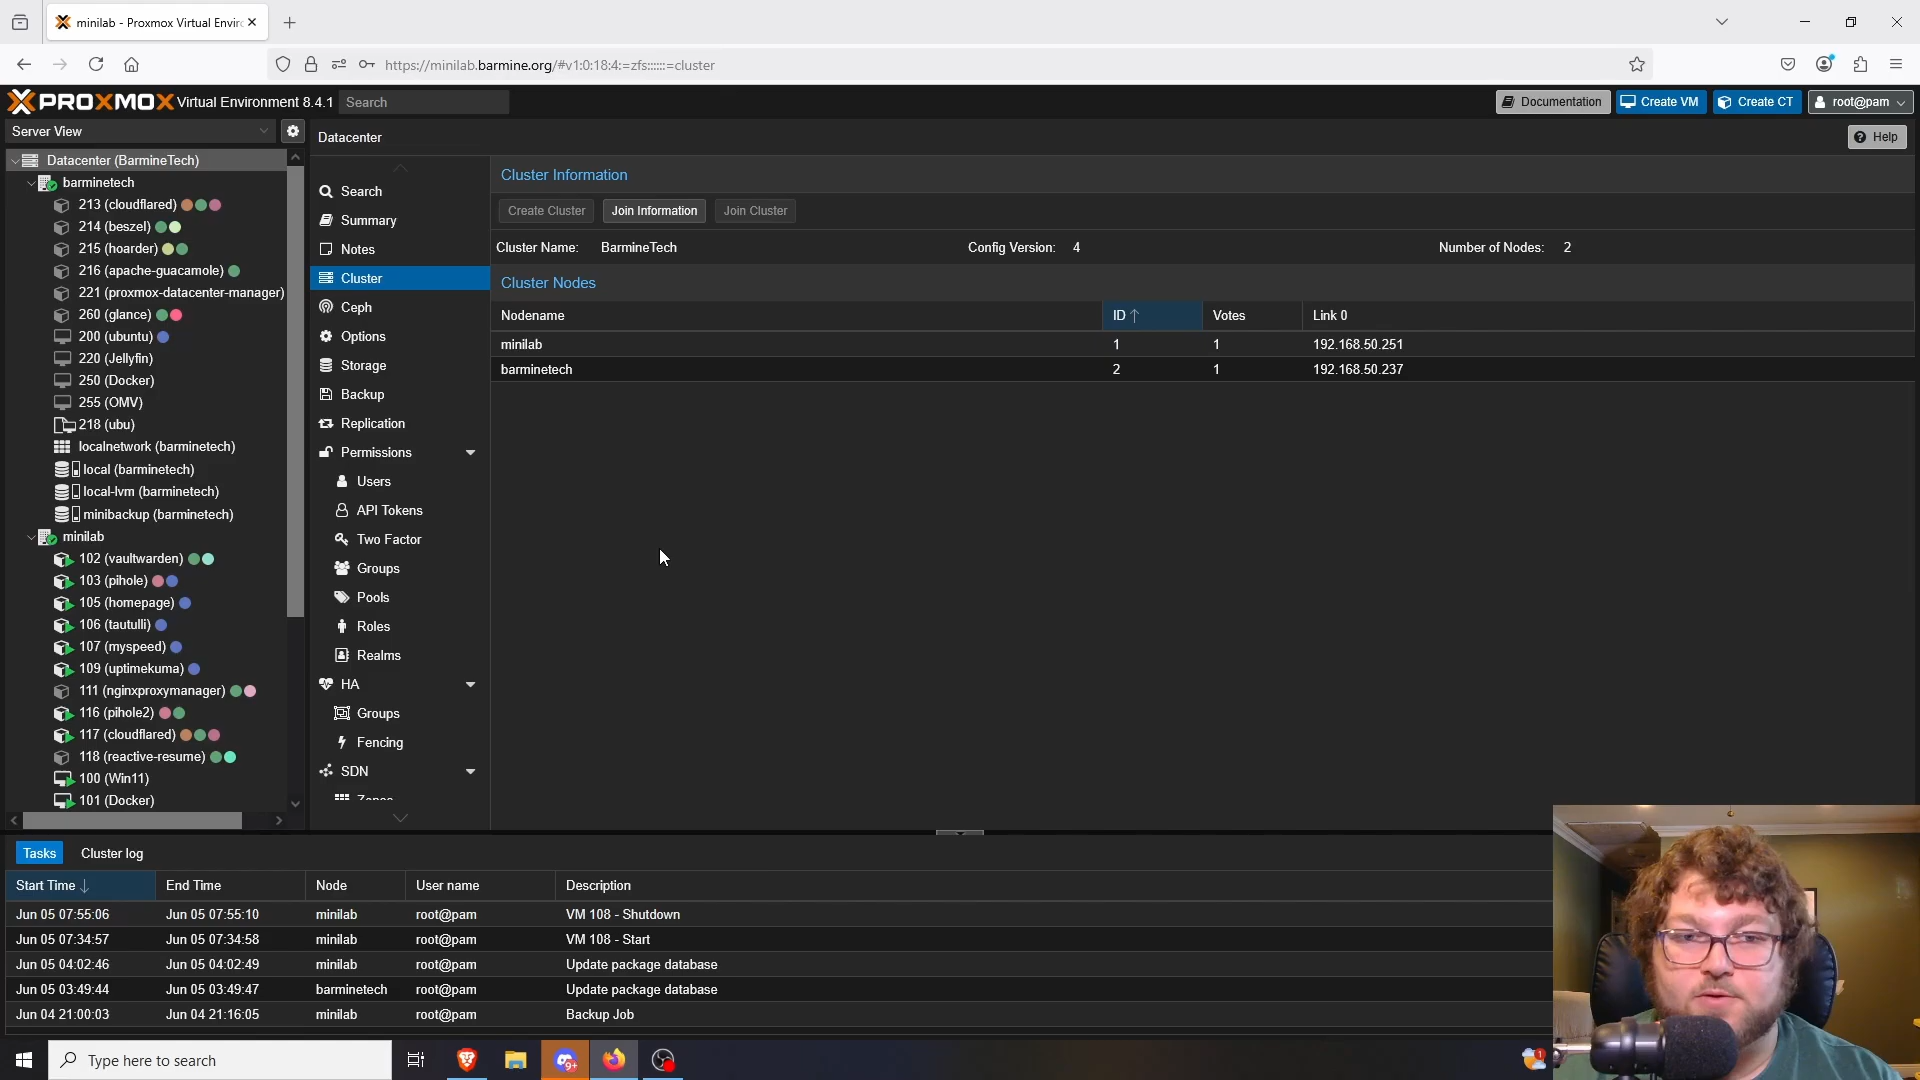 minilab - Proxmox Virtual Envir
https://minilab.barmine.org/#v1:0:18:4:=zfs::::::=cluster
PROXMOX Virtual Environment 8.4.1 Search
Documentation Create VM Create CT root@pam
Server View
Datacenter
Help
Datacenter (BarmineTech)
barminetech
213 (cloudflared)
214 (beszel)
215 (hoarder)
216 (apache-guacamole)
221 (proxmox-datacenter-manager)
260 (glance)
200 (ubuntu)
220 (Jellyfin)
250 (Docker)
255 (OMV)
218 (ubu)
localnetwork (barminetech)
local (barminetech)
local-lvm (barminetech)
minibackup (barminetech)
minilab
102 (vaultwarden)
103 (pihole)
105 (homepage)
106 (tautulli)
107 (myspeed)
109 (uptimekuma)
111 (nginxproxymanager)
116 (pihole2)
117 (cloudflared)
118 (reactive-resume)
100 (Win11)
101 (Docker)
Search
Summary
Notes
Cluster
Ceph
Options
Storage
Backup
Replication
Permissions
Users
API Tokens
Two Factor
Groups
Pools
Roles
Realms
HA
Groups
Fencing
SDN
Zones
Cluster Information
Create Cluster Join Information Join Cluster
Cluster Name: BarmineTech Config Version: 4 Number of Nodes: 2
Cluster Nodes
Nodename ID Votes Link 0
minilab 1 1 192.168.50.251
barminetech 2 1 192.168.50.237
Tasks Cluster log
Start Time End Time Node User name Description
Jun 05 07:55:06 Jun 05 07:55:10 minilab root@pam VM 108 - Shutdown
Jun 05 07:34:57 Jun 05 07:34:58 minilab root@pam VM 108 - Start
Jun 05 04:02:46 Jun 05 04:02:49 minilab root@pam Update package database
Jun 05 03:49:44 Jun 05 03:49:47 barminetech root@pam Update package database
Jun 04 21:00:03 Jun 04 21:16:05 minilab root@pam Backup Job
Type here to search
9+
1